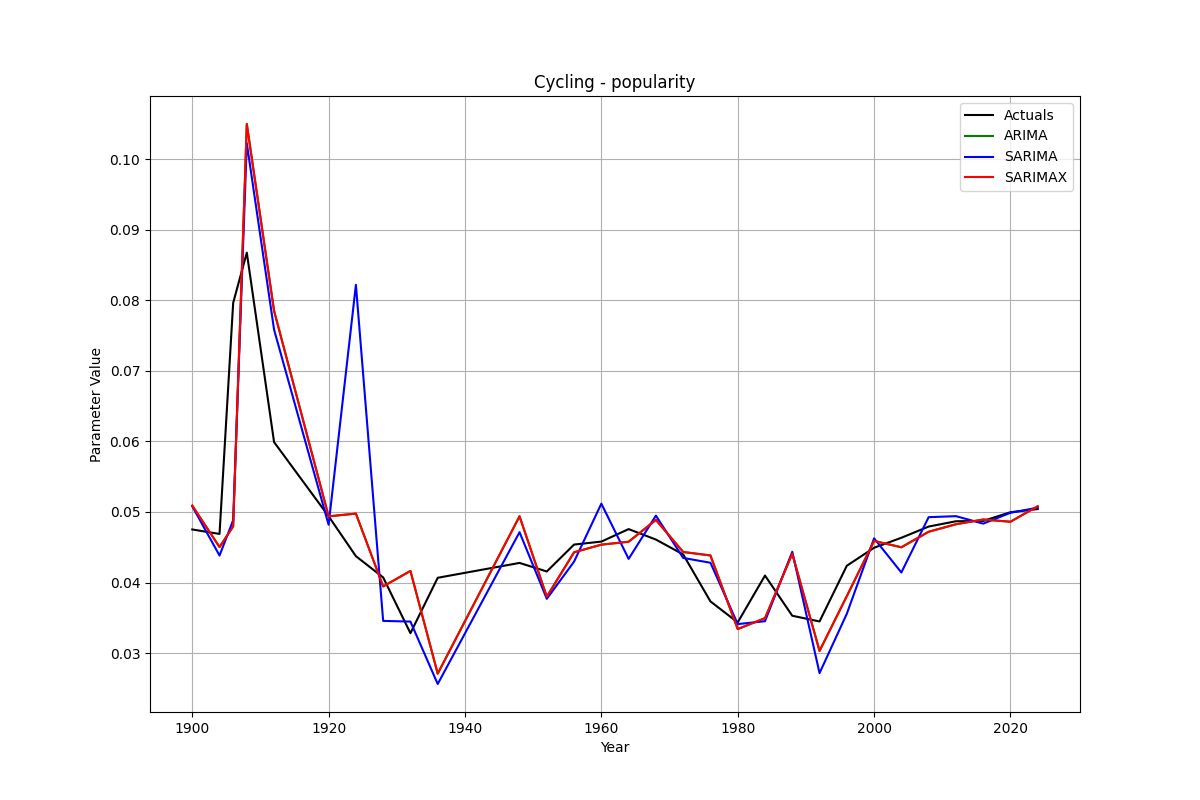 Cycling - popularity
Actuals
ARIMA
SARIMA
SARIMAX
Parameter Value
0.10
0.09
0.08
0.07
0.06
0.05
0.04
0.03
1900 1920 1940 1960 1980 2000 2020
Year